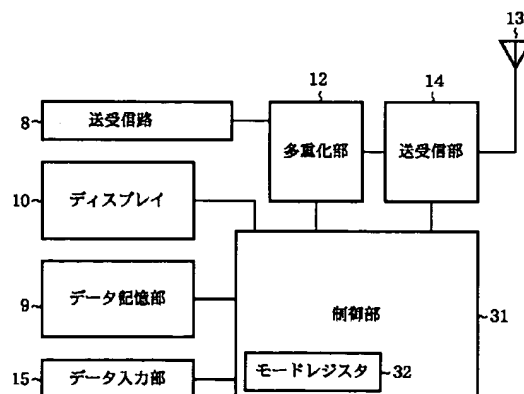 13
12
14
8 送受信路
多重化部
送受信部
10 ディスプレイ
9 データ記憶部
制御部
31
15 データ入力部
モードレジスタ
32